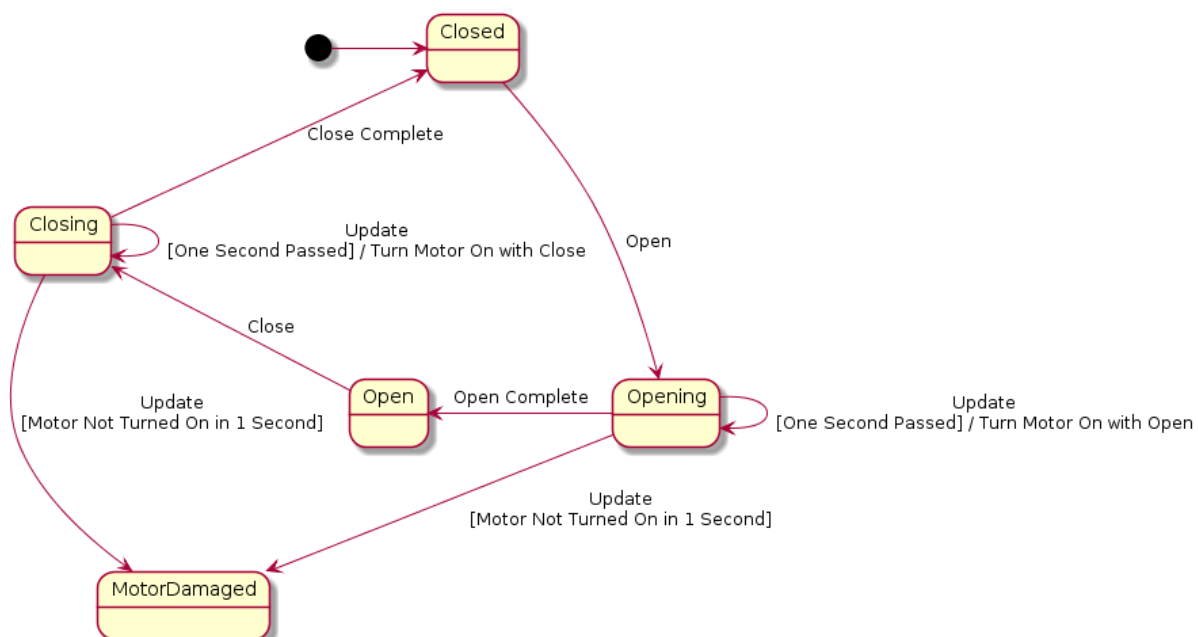 Closed
Close Complete
Closing
Update
[One Second Passed] / Turn Motor On with Close
Open
Close
Open
Open Complete
Opening
Update
[Motor Not Turned On in 1 Second]
Update
[One Second Passed] / Turn Motor On with Open
Update
[Motor Not Turned On in 1 Second]
MotorDamaged